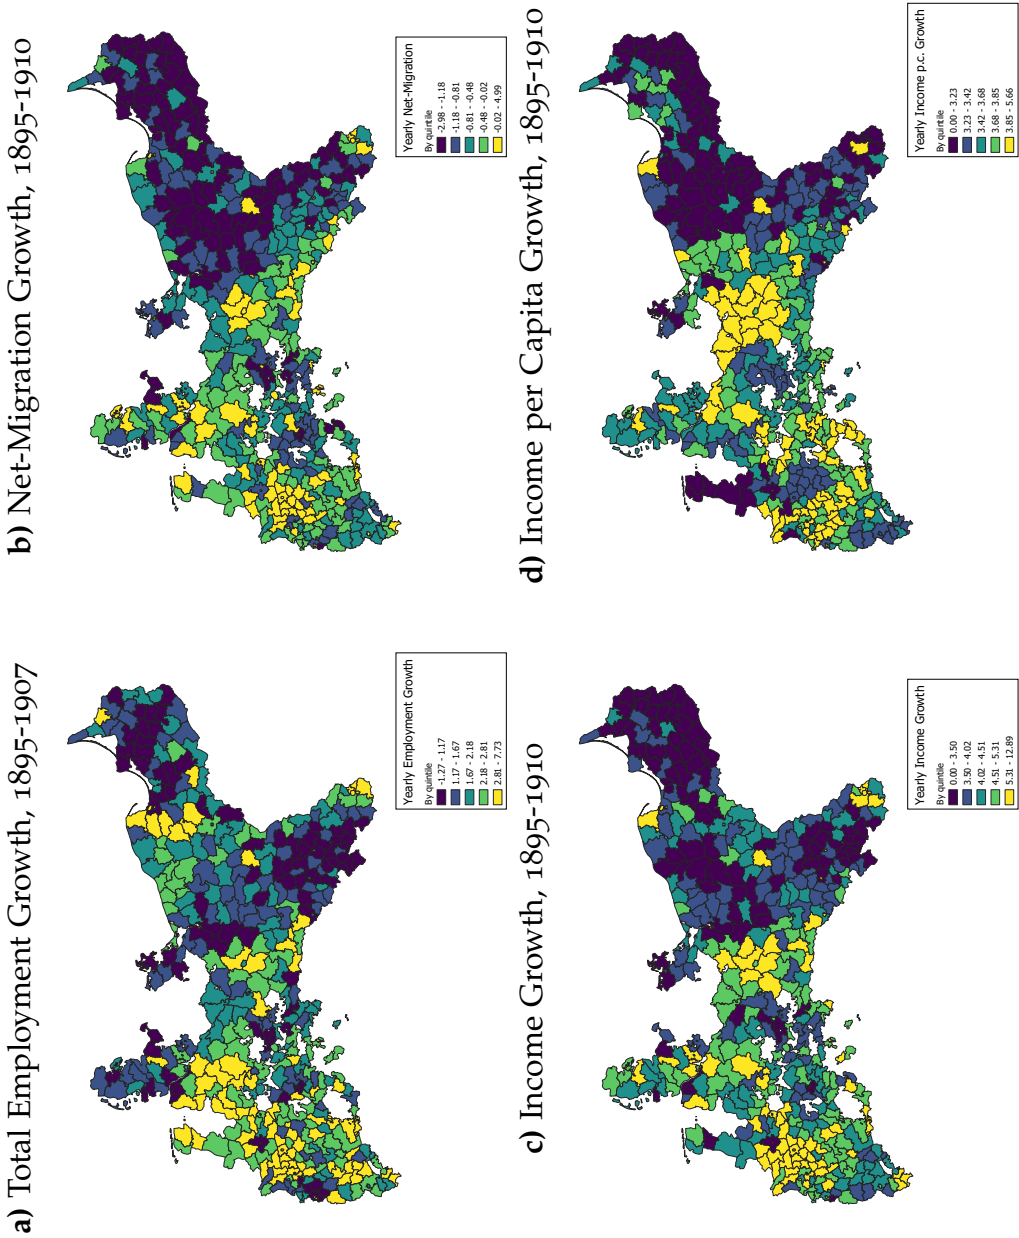 a) Total Employment Growth, 1895-1907
Yearly Employment Growth
By quintile
-1.27 - 1.17
1.17 - 1.67
1.67 - 2.18
2.18 - 2.81
2.81 - 7.73
b) Net-Migration Growth, 1895-1910
Yearly Net-Migration
By quintile
-2.98 - -1.18
-1.18 - -0.81
-0.81 - -0.48
-0.48 - -0.02
-0.02 - 4.99
c) Income Growth, 1895-1910
Yearly Income Growth
By quintile
0.00 - 3.50
3.50 - 4.02
4.02 - 4.51
4.51 - 5.31
5.31 - 12.89
d) Income per Capita Growth, 1895-1910
Yearly Income p.c. Growth
By quintile
0.00 - 3.23
3.23 - 3.42
3.42 - 3.68
3.68 - 3.85
3.85 - 5.66